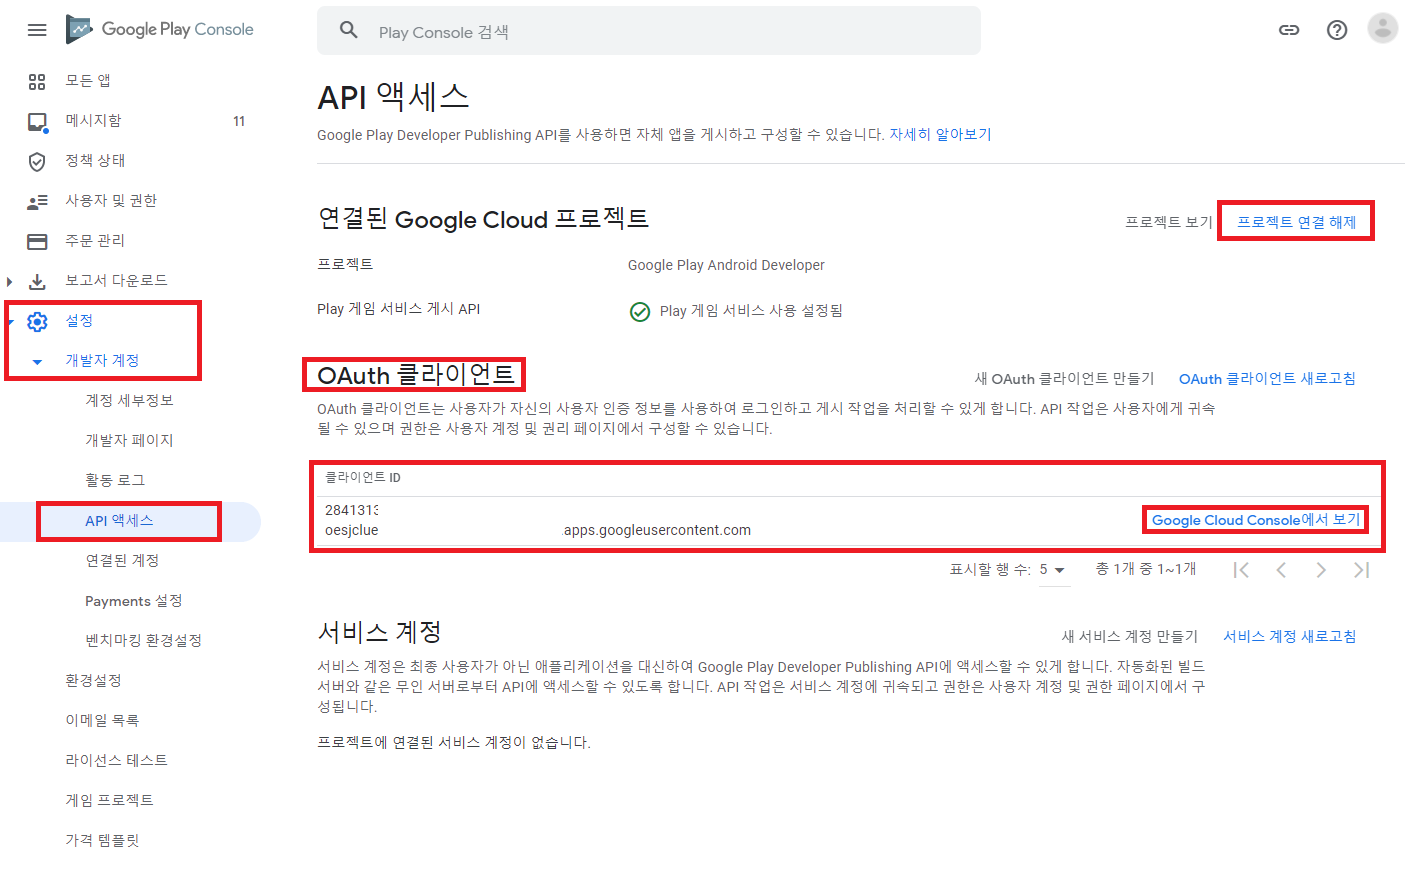 Google Play Console
Play Console 검색
모든 앱
메시지함 11
정책 상태
사용자 및 권한
주문 관리
보고서 다운로드
설정
개발자 계정
계정 세부정보
개발자 페이지
활동 로그
API 액세스
연결된 계정
Payments 설정
벤치마킹 환경설정
환경설정
이메일 목록
라이선스 테스트
게임 프로젝트
가격 템플릿
API 액세스
Google Play Developer Publishing API를 사용하면 자체 앱을 게시하고 구성할 수 있습니다. 자세히 알아보기
연결된 Google Cloud 프로젝트
프로젝트 보기 프로젝트 연결 해제
프로젝트 Google Play Android Developer
Play 게임 서비스 게시 API Play 게임 서비스 사용 설정됨
OAuth 클라이언트
새 OAuth 클라이언트 만들기 OAuth 클라이언트 새로고침
OAuth 클라이언트는 사용자가 자신의 사용자 인증 정보를 사용하여 로그인하고 게시 작업을 처리할 수 있게 합니다. API 작업은 사용자에게 귀속
될 수 있으며 권한은 사용자 계정 및 권리 페이지에서 구성할 수 있습니다.
클라이언트 ID
2841313
oesjclue .apps.googleusercontent.com
Google Cloud Console에서 보기
표시할 행 수: 5 총 1개 중 1~1개
서비스 계정
새 서비스 계정 만들기 서비스 계정 새로고침
서비스 계정은 최종 사용자가 아닌 애플리케이션을 대신하여 Google Play Developer Publishing API에 액세스할 수 있게 합니다. 자동화된 빌드
서버와 같은 무인 서버로부터 API에 액세스할 수 있도록 합니다. API 작업은 서비스 계정에 귀속되고 권한은 사용자 계정 및 권한 페이지에서 구
성됩니다.
프로젝트에 연결된 서비스 계정이 없습니다.